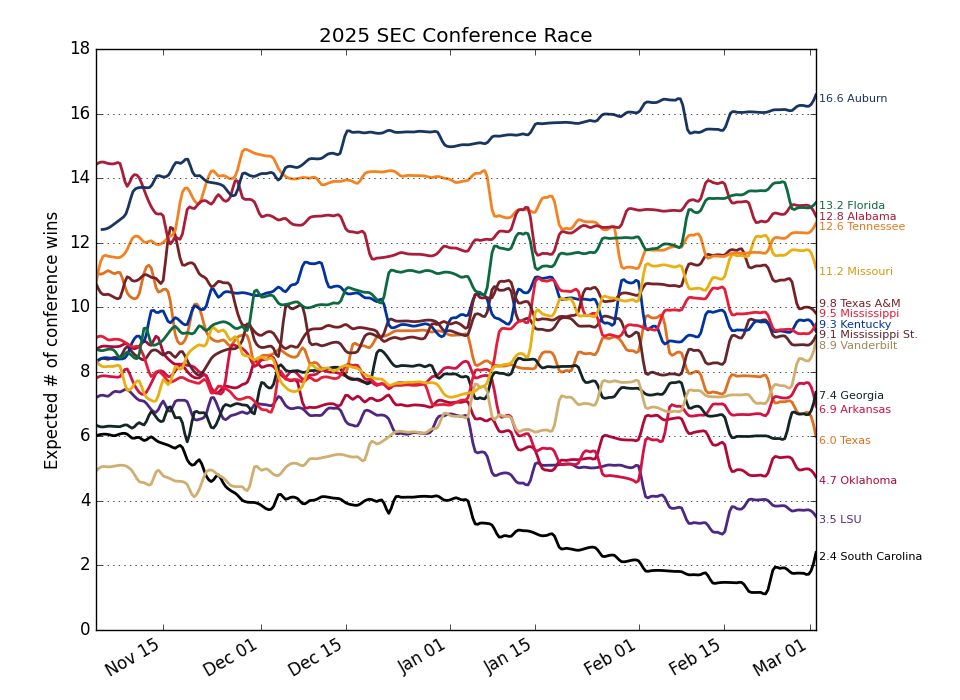 2025 SEC Conference Race
Expected # of conference wins
18
16
14
12
10
8
6
4
2
0
Nov 15
Dec 01
Dec 15
Jan 01
Jan 15
Feb 01
Feb 15
Mar 01
16.6 Auburn
13.2 Florida
12.8 Alabama
12.6 Tennessee
11.2 Missouri
9.8 Texas A&M
9.5 Mississippi
9.3 Kentucky
9.1 Mississippi St.
8.9 Vanderbilt
7.4 Georgia
6.9 Arkansas
6.0 Texas
4.7 Oklahoma
3.5 LSU
2.4 South Carolina